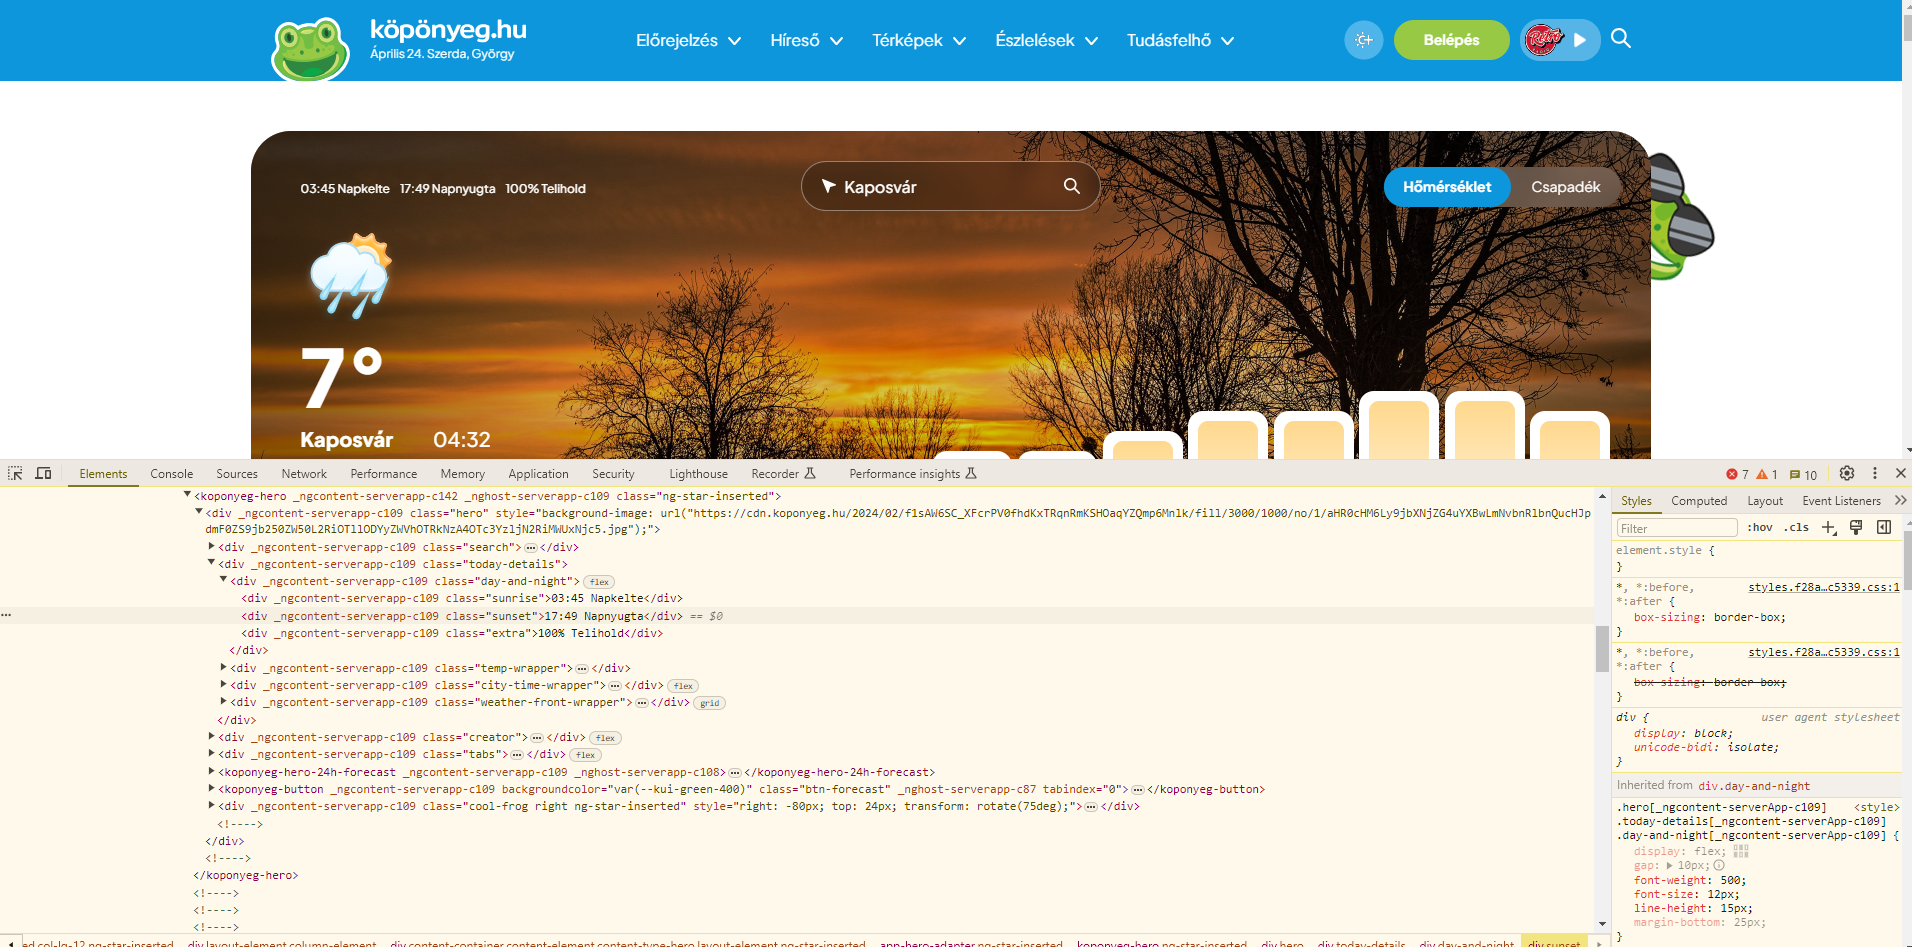 köpönyeg.hu
Április 24. Szerda, György
Előrejelzés Híreső Térképek Észlelések Tudásfelhő
Belépés
Retro
03:45 Napkelte 17:49 Napnyugta 100% Telihold
Kaposvár
Hőmérséklet Csapadék
7°
Kaposvár 04:32
Elements Console Sources Network Performance Memory Application Security Lighthouse Recorder Performance insights 7 1 10
<koponyeg-hero _ngcontent-serverapp-c142 _nghost-serverapp-c109 class="ng-star-inserted">
<div _ngcontent-serverapp-c109 class="hero" style="background-image: url("https://cdn.koponyeg.hu/2024/02/f1sAW6SC_XFcrPV0fhdKxTRqnRmKSHOaqYZQmp6Mnlk/fill/3000/1000/no/1/aHR0cHM6Ly9jbXNjZG4uYXBwLmNvbnRlbnQucHJp
dmF0ZS9jb250ZW50L2RiOTllODYyZWVhOTRkNzA4OTc3YzljN2RiMWUxNjc5.jpg");">
<div _ngcontent-serverapp-c109 class="search"> … </div>
<div _ngcontent-serverapp-c109 class="today-details">
<div _ngcontent-serverapp-c109 class="day-and-night"> flex
<div _ngcontent-serverapp-c109 class="sunrise">03:45 Napkelte</div>
… <div _ngcontent-serverapp-c109 class="sunset">17:49 Napnyugta</div> == $0
<div _ngcontent-serverapp-c109 class="extra">100% Telihold</div>
</div>
<div _ngcontent-serverapp-c109 class="temp-wrapper"> … </div>
<div _ngcontent-serverapp-c109 class="city-time-wrapper"> … </div> flex
<div _ngcontent-serverapp-c109 class="weather-front-wrapper"> … </div> grid
</div>
<div _ngcontent-serverapp-c109 class="creator"> … </div> flex
<div _ngcontent-serverapp-c109 class="tabs"> … </div> flex
<koponyeg-hero-24h-forecast _ngcontent-serverapp-c109 _nghost-serverapp-c108> … </koponyeg-hero-24h-forecast>
<koponyeg-button _ngcontent-serverapp-c109 backgroundcolor="var(--kui-green-400)" class="btn-forecast" _nghost-serverapp-c87 tabindex="0"> … </koponyeg-button>
<div _ngcontent-serverapp-c109 class="cool-frog right ng-star-inserted" style="right: -80px; top: 24px; transform: rotate(75deg);"> … </div>
<!---->
</div>
<!---->
</koponyeg-hero>
<!---->
<!---->
<!---->
ed.col-lg-12.ng-star-inserted div.layout-element.column-element div.content-container.content-element.content-type-hero.layout-element.ng-star-inserted app-hero-adapter.ng-star-inserted koponyeg-hero.ng-star-inserted div.hero div.today-details div.day-and-night div.sunset
Styles Computed Layout Event Listeners
Filter :hov .cls
element.style {
}
*, *:before, styles.f28a…c5339.css:1
*:after {
box-sizing: border-box;
}
*, *:before, styles.f28a…c5339.css:1
*:after {
box-sizing: border-box;
}
div { user agent stylesheet
display: block;
unicode-bidi: isolate;
}
Inherited from div.day-and-night
.hero[_ngcontent-serverApp-c109] <style>
.today-details[_ngcontent-serverApp-c109]
.day-and-night[_ngcontent-serverApp-c109] {
display: flex;
gap: 10px;
font-weight: 500;
font-size: 12px;
line-height: 15px;
margin-bottom: 25px;
}